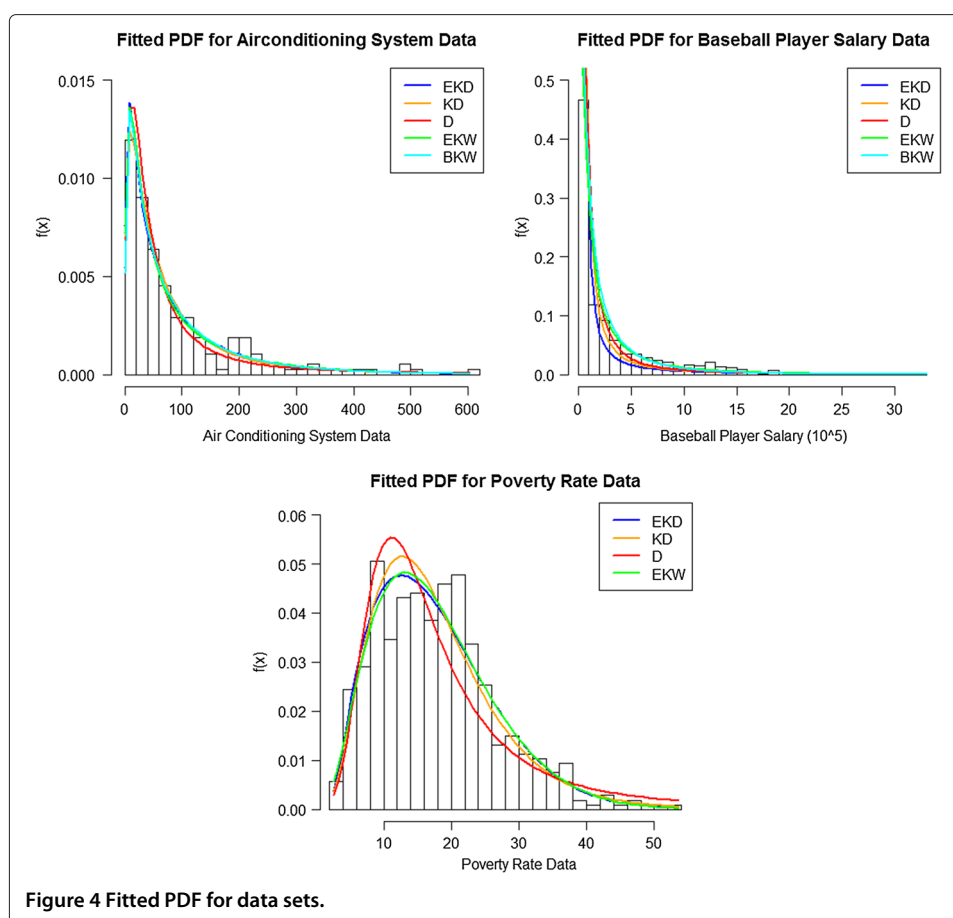 Fitted PDF for Airconditioning System Data
EKD
KD
D
EKW
BKW
0.015
0.010
0.005
0.000
f(x)
0 100 200 300 400 500 600
Air Conditioning System Data
Fitted PDF for Baseball Player Salary Data
EKD
KD
D
EKW
BKW
0.5
0.4
0.3
0.2
0.1
0.0
f(x)
0 5 10 15 20 25 30
Baseball Player Salary (10^5)
Fitted PDF for Poverty Rate Data
EKD
KD
D
EKW
0.06
0.05
0.04
0.03
0.02
0.01
0.00
f(x)
10 20 30 40 50
Poverty Rate Data
Figure 4 Fitted PDF for data sets.